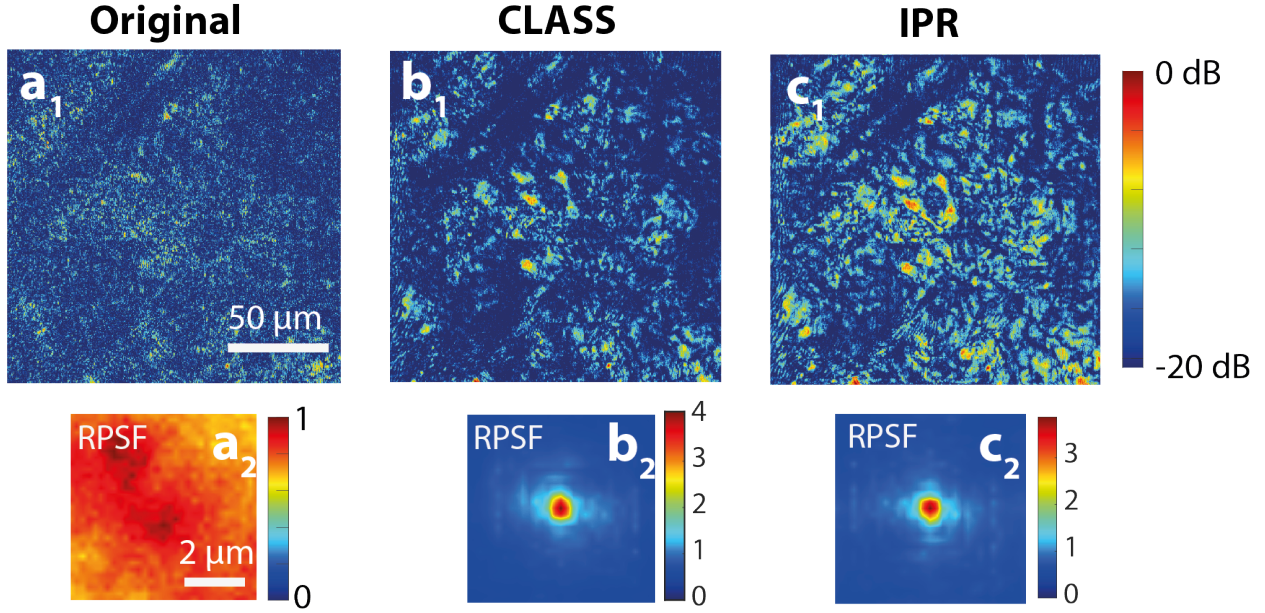 Original CLASS IPR
a1 b1 c1
0 dB
50 µm
-20 dB
RPSF a2 1 RPSF b2 4 RPSF c2
3 3
2 2
2 µm 1 1
0 0 0